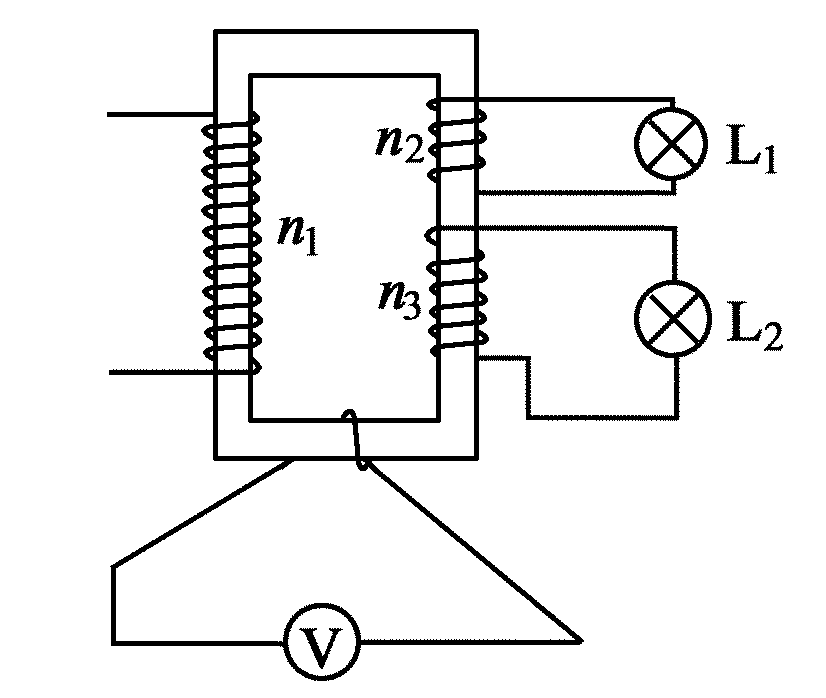 n₂
L₁
n₁
n₃
L₂
V